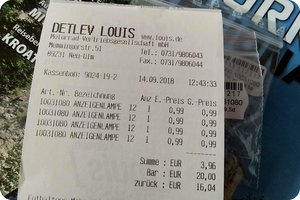 DETLEV LOUIS
www.louis.de
Motorrad-Vertriebsgesellschaft mbH
Memmingerstr.51
89231 Neu-Ulm
Tel.: 0731/9806043
Fax.: 0731/9806044
Kassenbon: 9024-19-2 14.09.2018 12:43:33
Art.-Nr. Bezeichnung Anz E.-Preis G.-Preis
10031080 ANZEIGENLAMPE 12 1 0,99 0,99
10031080 ANZEIGENLAMPE 12 1 0,99 0,99
10031080 ANZEIGENLAMPE 12 1 0,99 0,99
10031080 ANZEIGENLAMPE 12 1 0,99 0,99
Summe : EUR 3,96
Bar : EUR 20,00
zurück : EUR 16,04